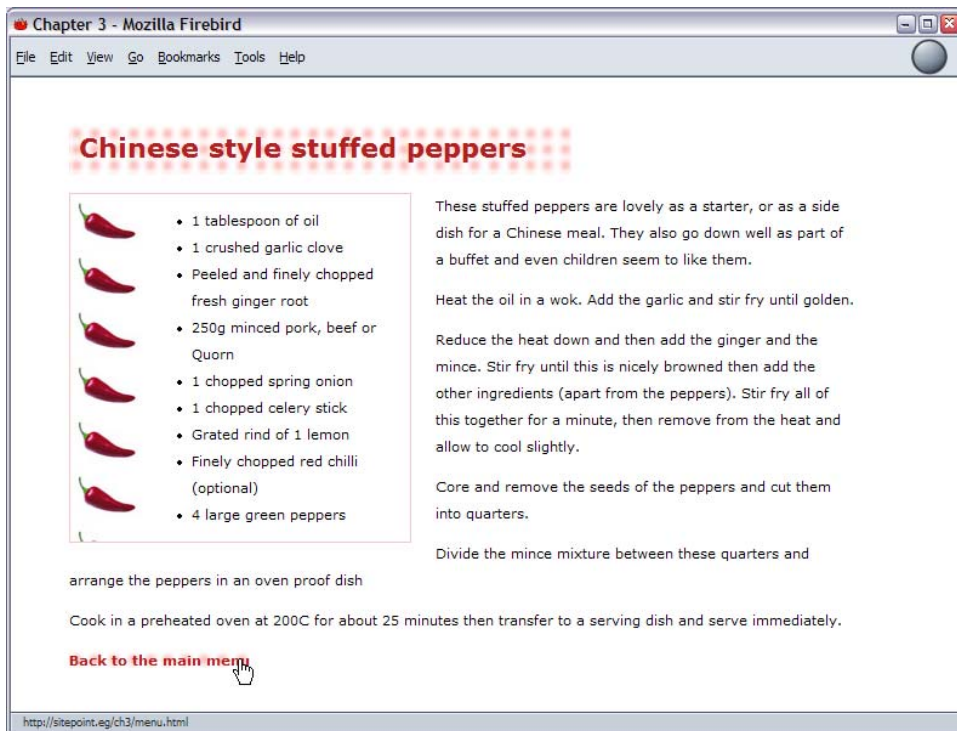 Chapter 3 - Mozilla Firebird
File Edit View Go Bookmarks Tools Help
Chinese style stuffed peppers
• 1 tablespoon of oil
• 1 crushed garlic clove
• Peeled and finely chopped
fresh ginger root
• 250g minced pork, beef or
Quorn
• 1 chopped spring onion
• 1 chopped celery stick
• Grated rind of 1 lemon
• Finely chopped red chilli
(optional)
• 4 large green peppers
These stuffed peppers are lovely as a starter, or as a side
dish for a Chinese meal. They also go down well as part of
a buffet and even children seem to like them.
Heat the oil in a wok. Add the garlic and stir fry until golden.
Reduce the heat down and then add the ginger and the
mince. Stir fry until this is nicely browned then add the
other ingredients (apart from the peppers). Stir fry all of
this together for a minute, then remove from the heat and
allow to cool slightly.
Core and remove the seeds of the peppers and cut them
into quarters.
Divide the mince mixture between these quarters and
arrange the peppers in an oven proof dish
Cook in a preheated oven at 200C for about 25 minutes then transfer to a serving dish and serve immediately.
Back to the main menu
http://sitepoint.eg/ch3/menu.html